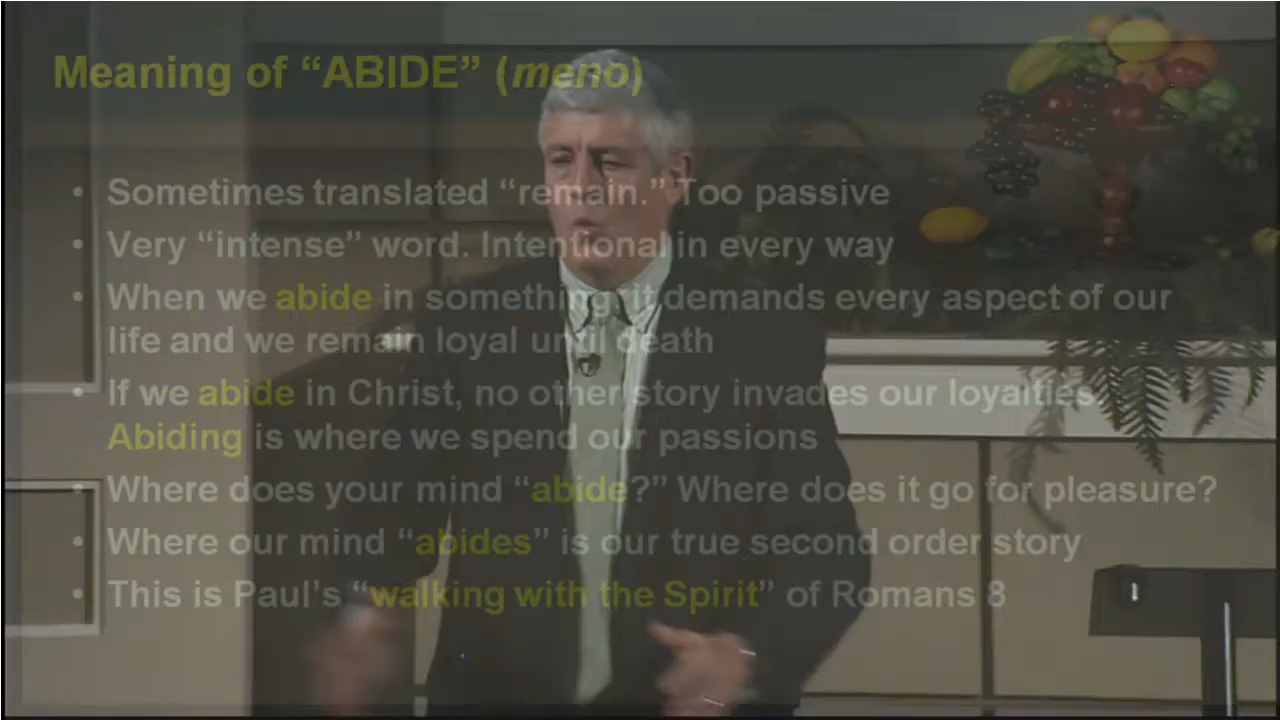 Meaning of “ABIDE” (meno)
• Sometimes translated “remain.” Too passive
• Very “intense” word. Intentional in every way
• When we abide in something it demands every aspect of our
life and we remain loyal until death
• If we abide in Christ, no other story invades our loyalties.
Abiding is where we spend our passions
• Where does your mind “abide?” Where does it go for pleasure?
• Where our mind “abides” is our true second order story
• This is Paul’s “walking with the Spirit” of Romans 8